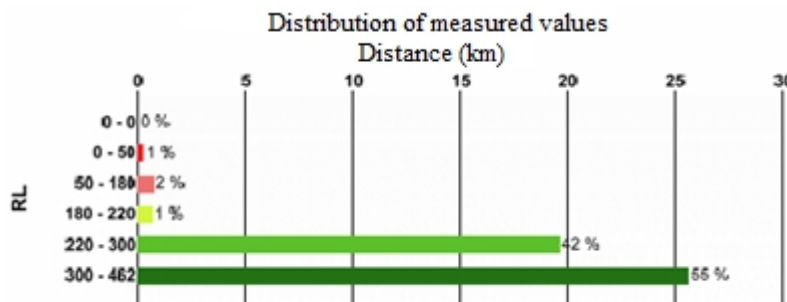 Distribution of measured values
Distance (km)
0 5 10 15 20 25 30
RL
0 - 0 0 %
0 - 50 1 %
50 - 180 2 %
180 - 220 1 %
220 - 300 42 %
300 - 462 55 %